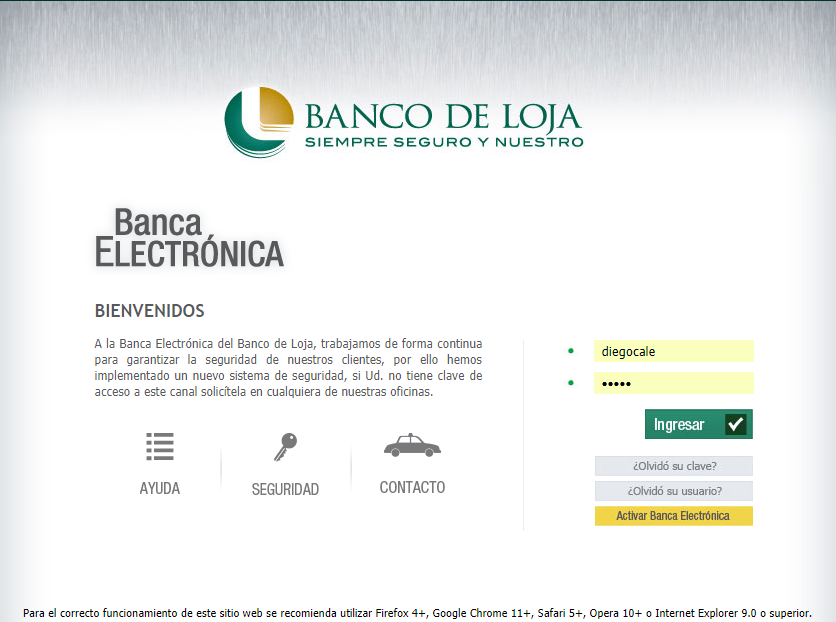 BANCO DE LOJA
SIEMPRE SEGURO Y NUESTRO
Banca
ELECTRÓNICA
BIENVENIDOS
A la Banca Electrónica del Banco de Loja, trabajamos de forma continua
para garantizar la seguridad de nuestros clientes, por ello hemos
implementado un nuevo sistema de seguridad, si Ud. no tiene clave de
acceso a este canal solicítela en cualquiera de nuestras oficinas.
AYUDA
SEGURIDAD
CONTACTO
diegocale
•••••
Ingresar
¿Olvidó su clave?
¿Olvidó su usuario?
Activar Banca Electrónica
Para el correcto funcionamiento de este sitio web se recomienda utilizar Firefox 4+, Google Chrome 11+, Safari 5+, Opera 10+ o Internet Explorer 9.0 o superior.